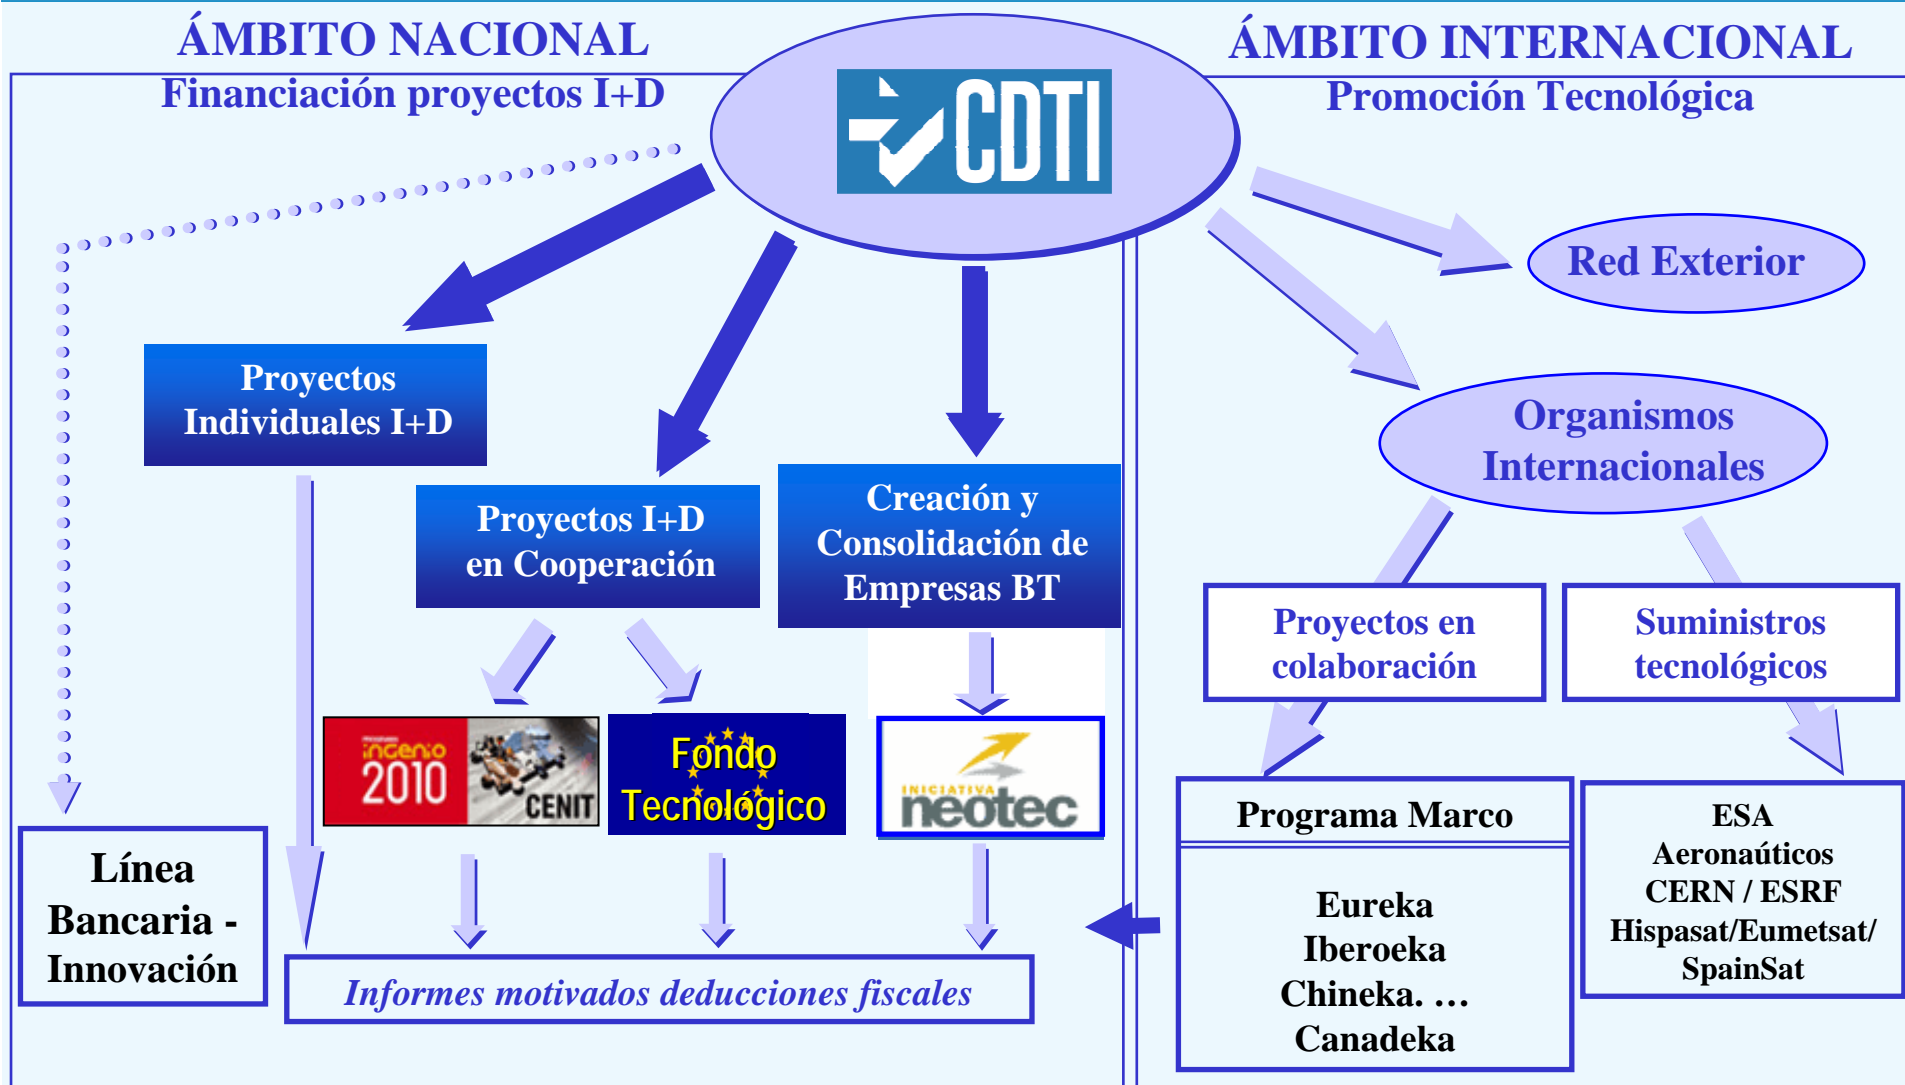 ÁMBITO NACIONAL
Financiación proyectos I+D
CDTI
ÁMBITO INTERNACIONAL
Promoción Tecnológica
Red Exterior
Proyectos
Individuales I+D
Organismos
Internacionales
Proyectos I+D
en Cooperación
Creación y
Consolidación de
Empresas BT
Proyectos en
colaboración
Suministros
tecnológicos
PROGRAMA
ingenio
2010
CENIT
Fondo
Tecnológico
INICIATIVA
neotec
Línea
Bancaria -
Innovación
Informes motivados deducciones fiscales
Programa Marco
Eureka
Iberoeka
Chineka. …
Canadeka
ESA
Aeronaúticos
CERN / ESRF
Hispasat/Eumetsat/
SpainSat